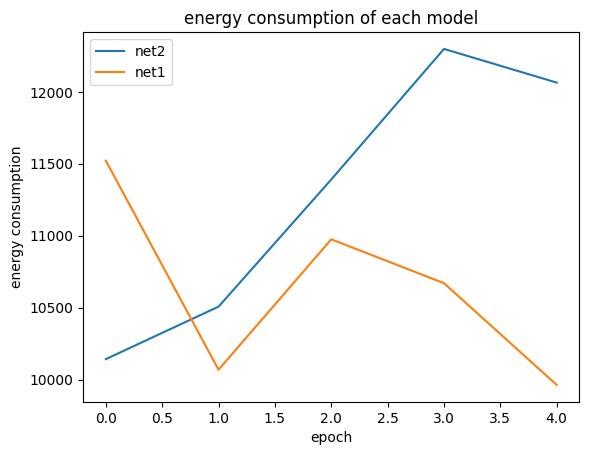 energy consumption of each model
net2
net1
energy consumption
12000
11500
11000
10500
10000
0.0 0.5 1.0 1.5 2.0 2.5 3.0 3.5 4.0
epoch